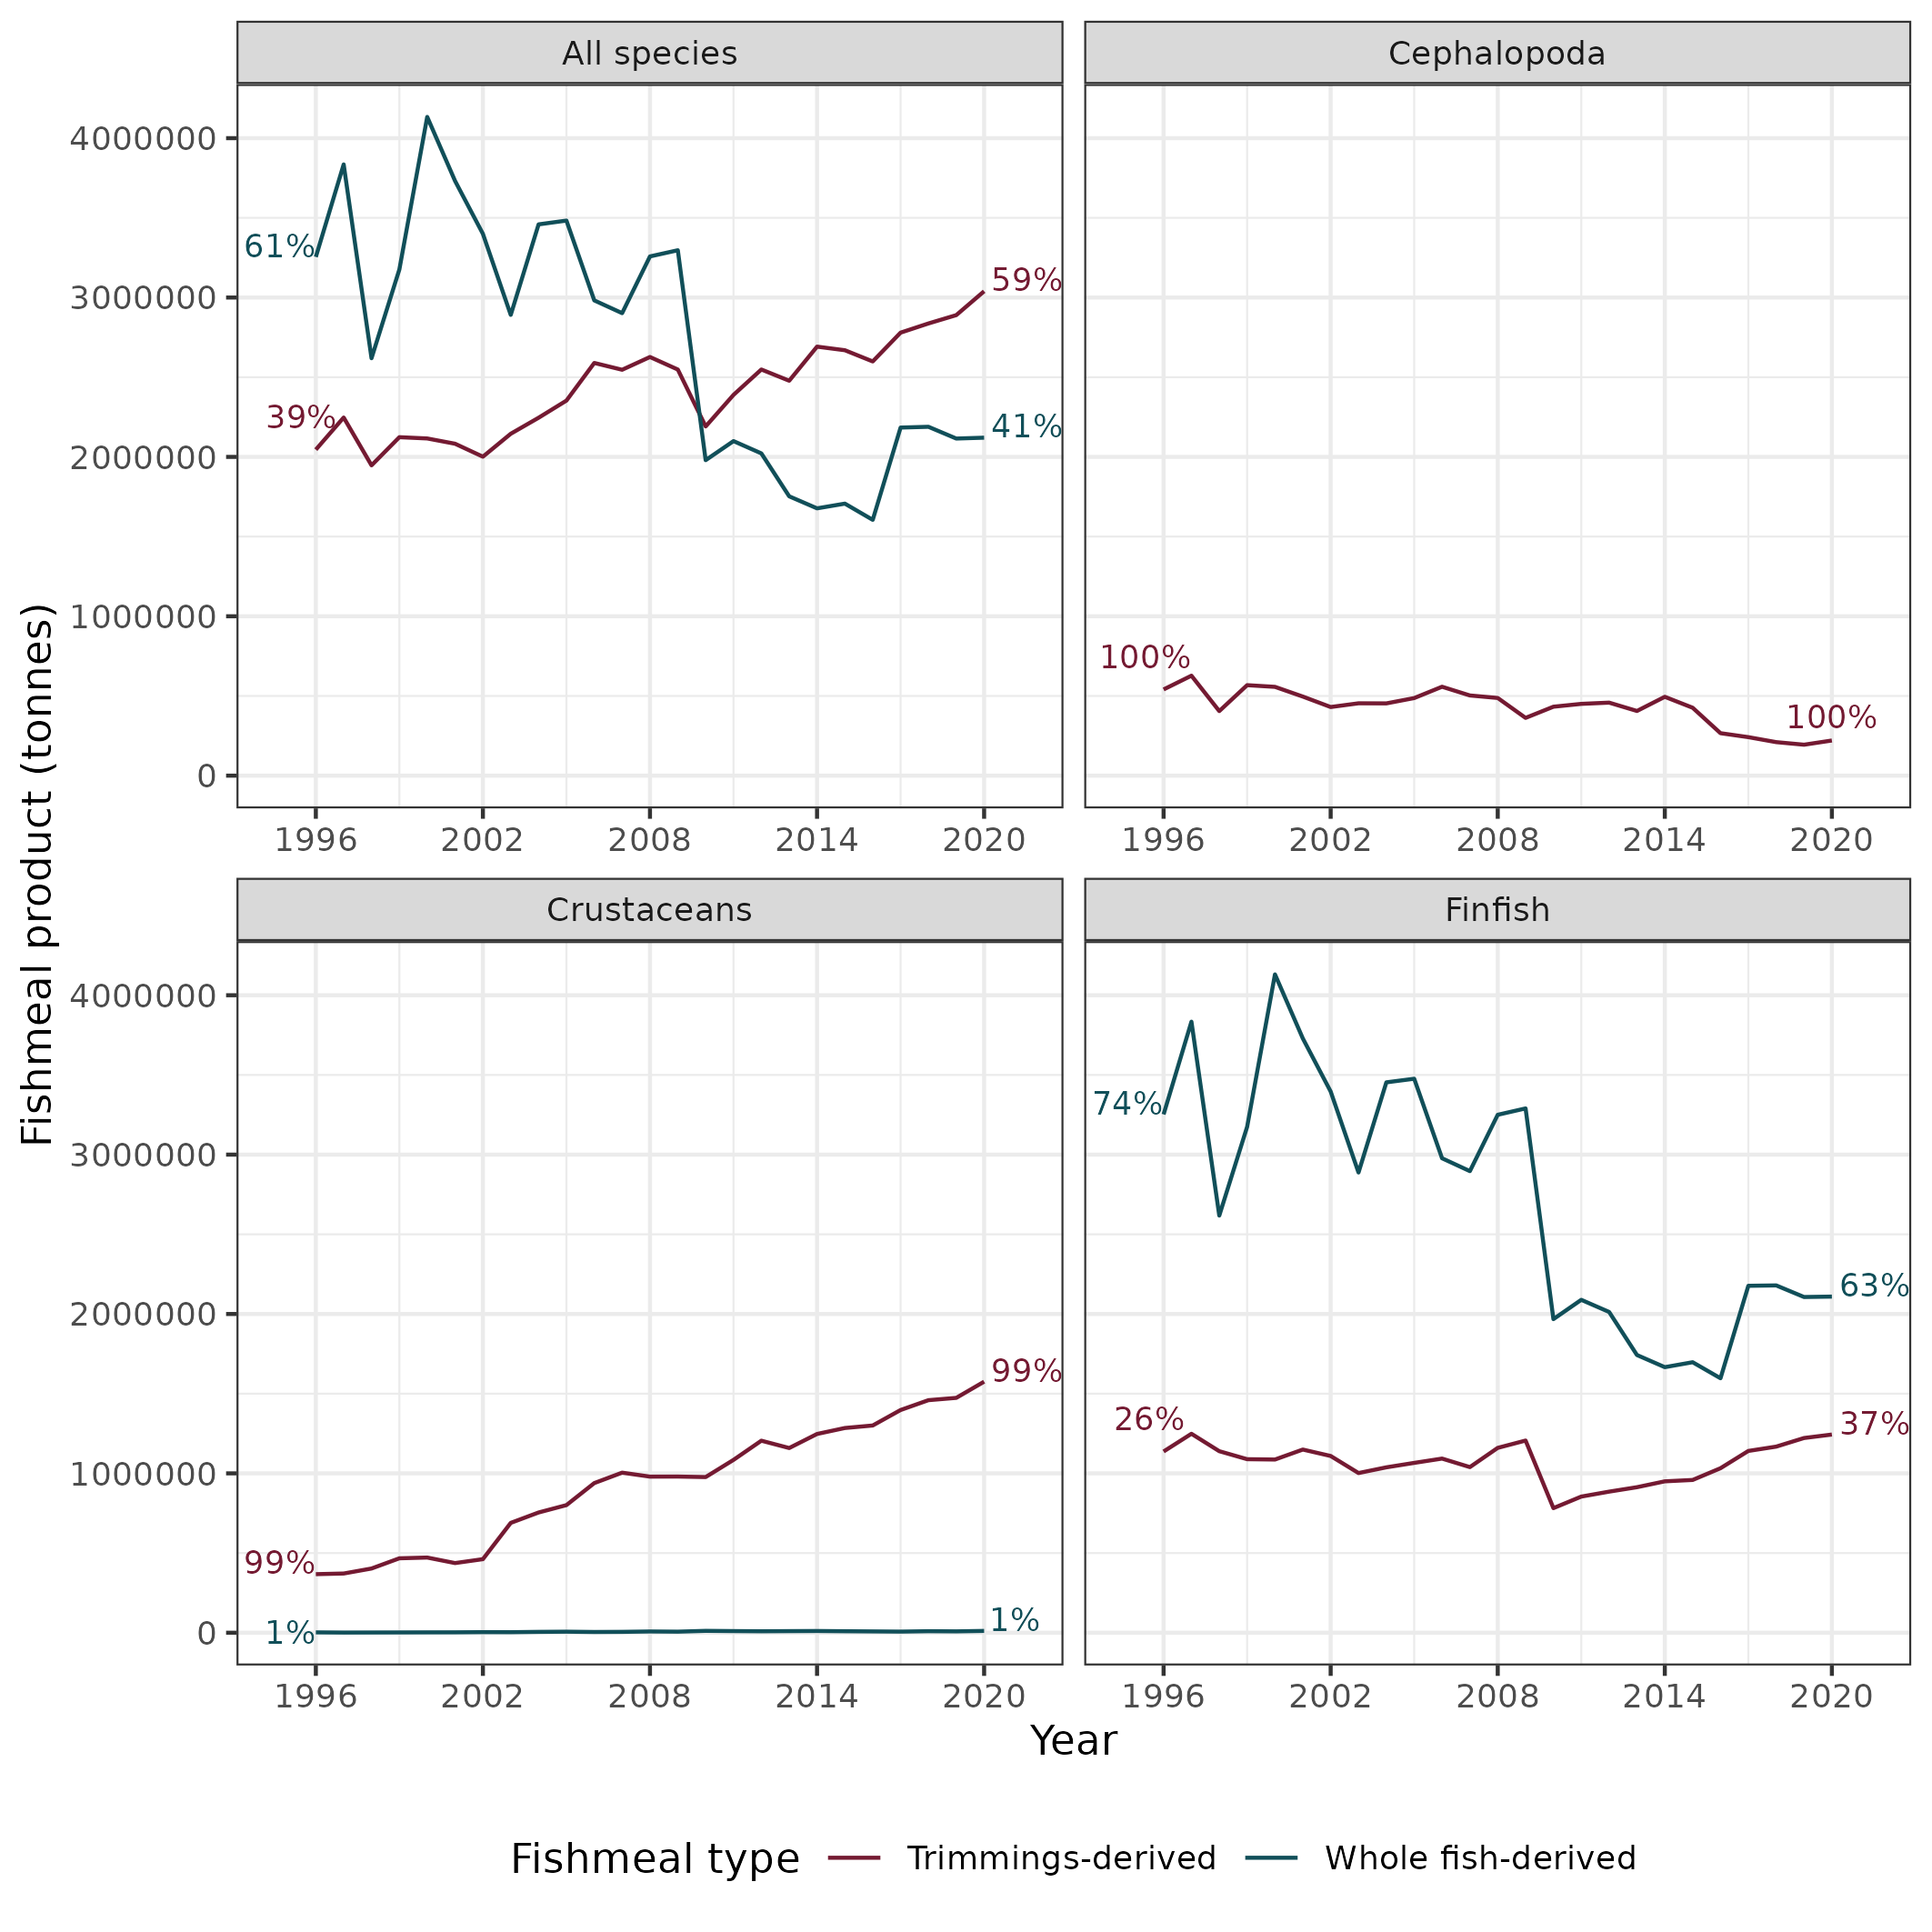 All species
Cephalopoda
4000000
3000000
2000000
1000000
0
61%
39%
59%
41%
100%
100%
1996 2002 2008 2014 2020
1996 2002 2008 2014 2020
Fishmeal product (tonnes)
Crustaceans
Finfish
4000000
3000000
2000000
1000000
0
99%
1%
99%
1%
74%
26%
63%
37%
1996 2002 2008 2014 2020
1996 2002 2008 2014 2020
Year
Fishmeal type Trimmings-derived Whole fish-derived